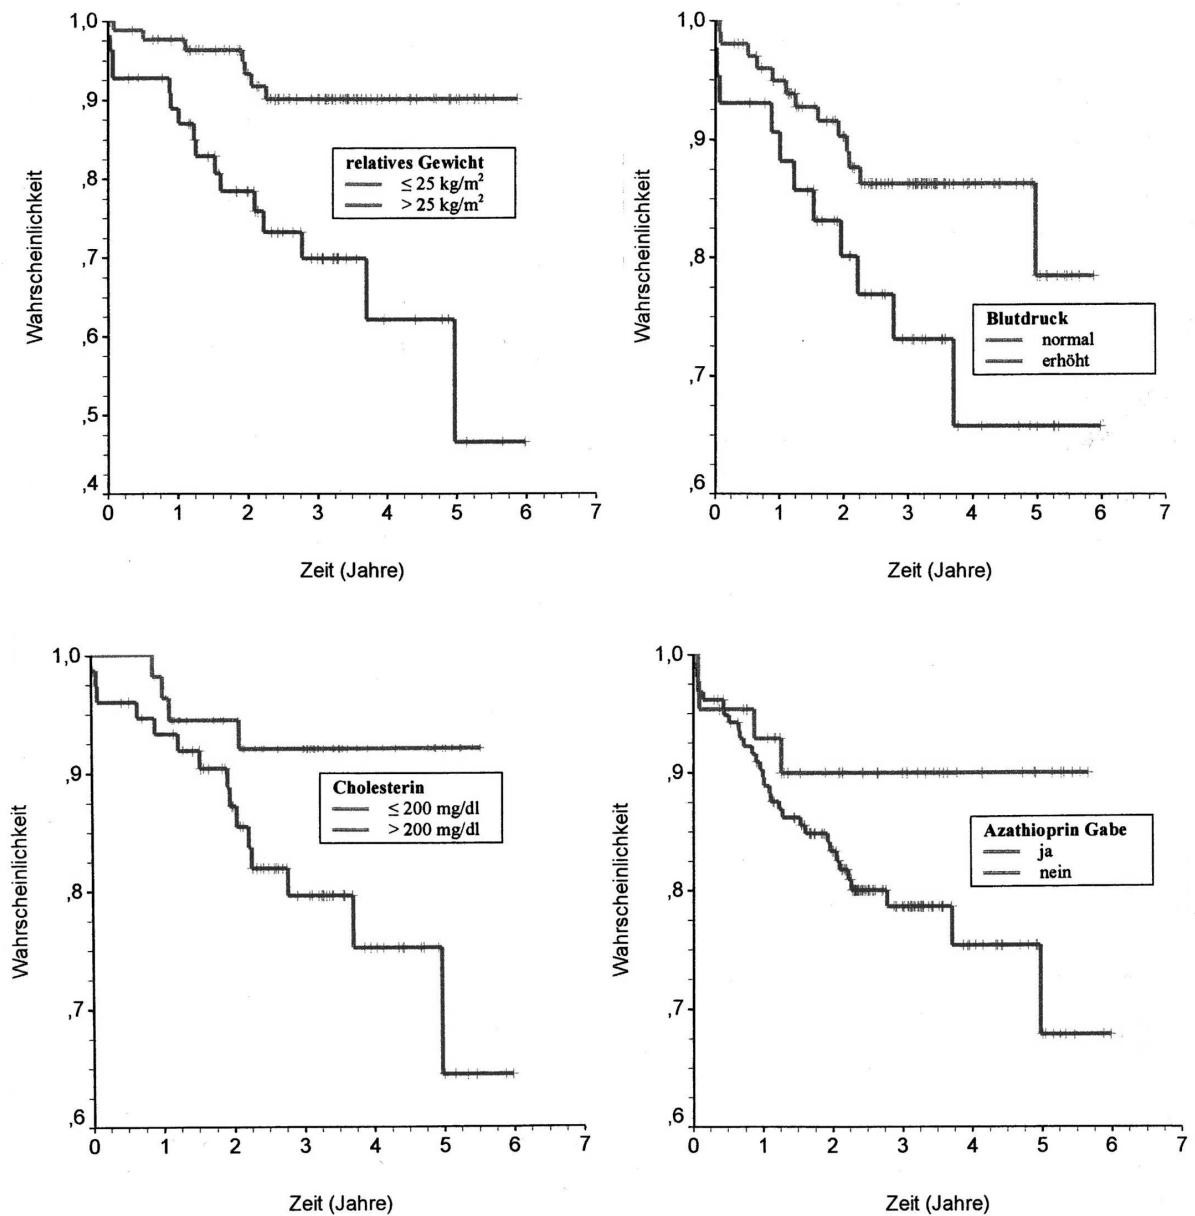 1,0
,9
,8
,7
,6
,5
,4
Wahrscheinlichkeit
relatives Gewicht
≤ 25 kg/m²
> 25 kg/m²
0 1 2 3 4 5 6 7
Zeit (Jahre)
1,0
,9
,8
,7
,6
Wahrscheinlichkeit
Blutdruck
normal
erhöht
0 1 2 3 4 5 6 7
Zeit (Jahre)
1,0
,9
,8
,7
,6
Wahrscheinlichkeit
Cholesterin
≤ 200 mg/dl
> 200 mg/dl
0 1 2 3 4 5 6 7
Zeit (Jahre)
1,0
,9
,8
,7
,6
Wahrscheinlichkeit
Azathioprin Gabe
ja
nein
0 1 2 3 4 5 6 7
Zeit (Jahre)